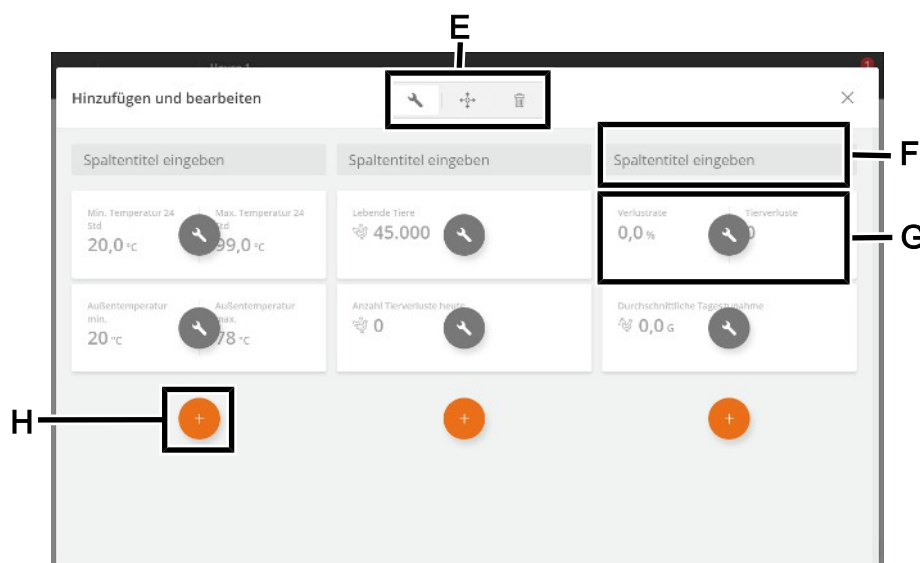 E
1
Hinzufügen und bearbeiten
Spaltentitel eingeben Spaltentitel eingeben Spaltentitel eingeben
F
Min. Temperatur 24 Std
20,0 °C
Max. Temperatur 24 Std
99,0 °C
Lebende Tiere
45.000
Verlustrate
0,0 %
Tierverluste
0
G
Außentemperatur min.
20 °C
Außentemperatur max.
78 °C
Anzahl Tierverluste heute
0
Durchschnittliche Tageszunahme
0,0 G
H
+ + +